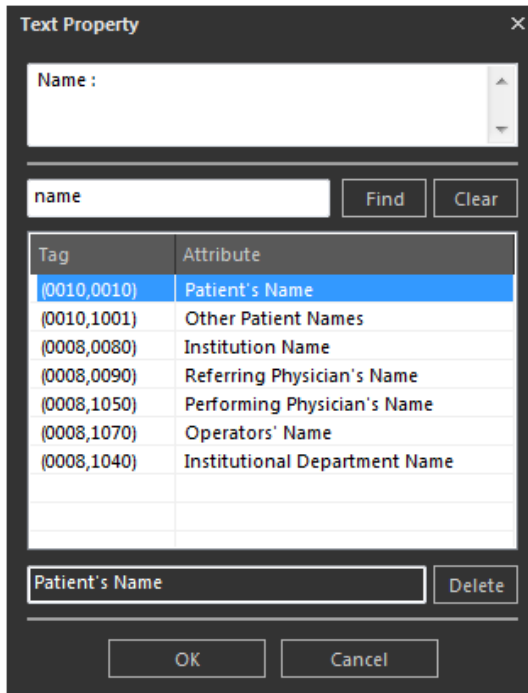 Text Property
Name :
name Find Clear
Tag Attribute
(0010,0010) Patient's Name
(0010,1001) Other Patient Names
(0008,0080) Institution Name
(0008,0090) Referring Physician's Name
(0008,1050) Performing Physician's Name
(0008,1070) Operators' Name
(0008,1040) Institutional Department Name
Patient's Name Delete
OK Cancel